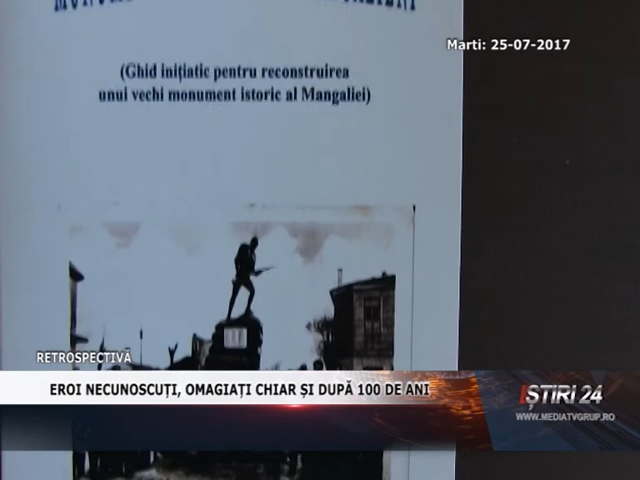 Marti: 25-07-2017
(Ghid inițiatic pentru reconstruirea
unui vechi monument istoric al Mangaliei)
RETROSPECTIVĂ
EROI NECUNOSCUȚI, OMAGIAȚI CHIAR ȘI DUPĂ 100 DE ANI
ȘTIRI 24
WWW.MEDIATVGRUP.RO